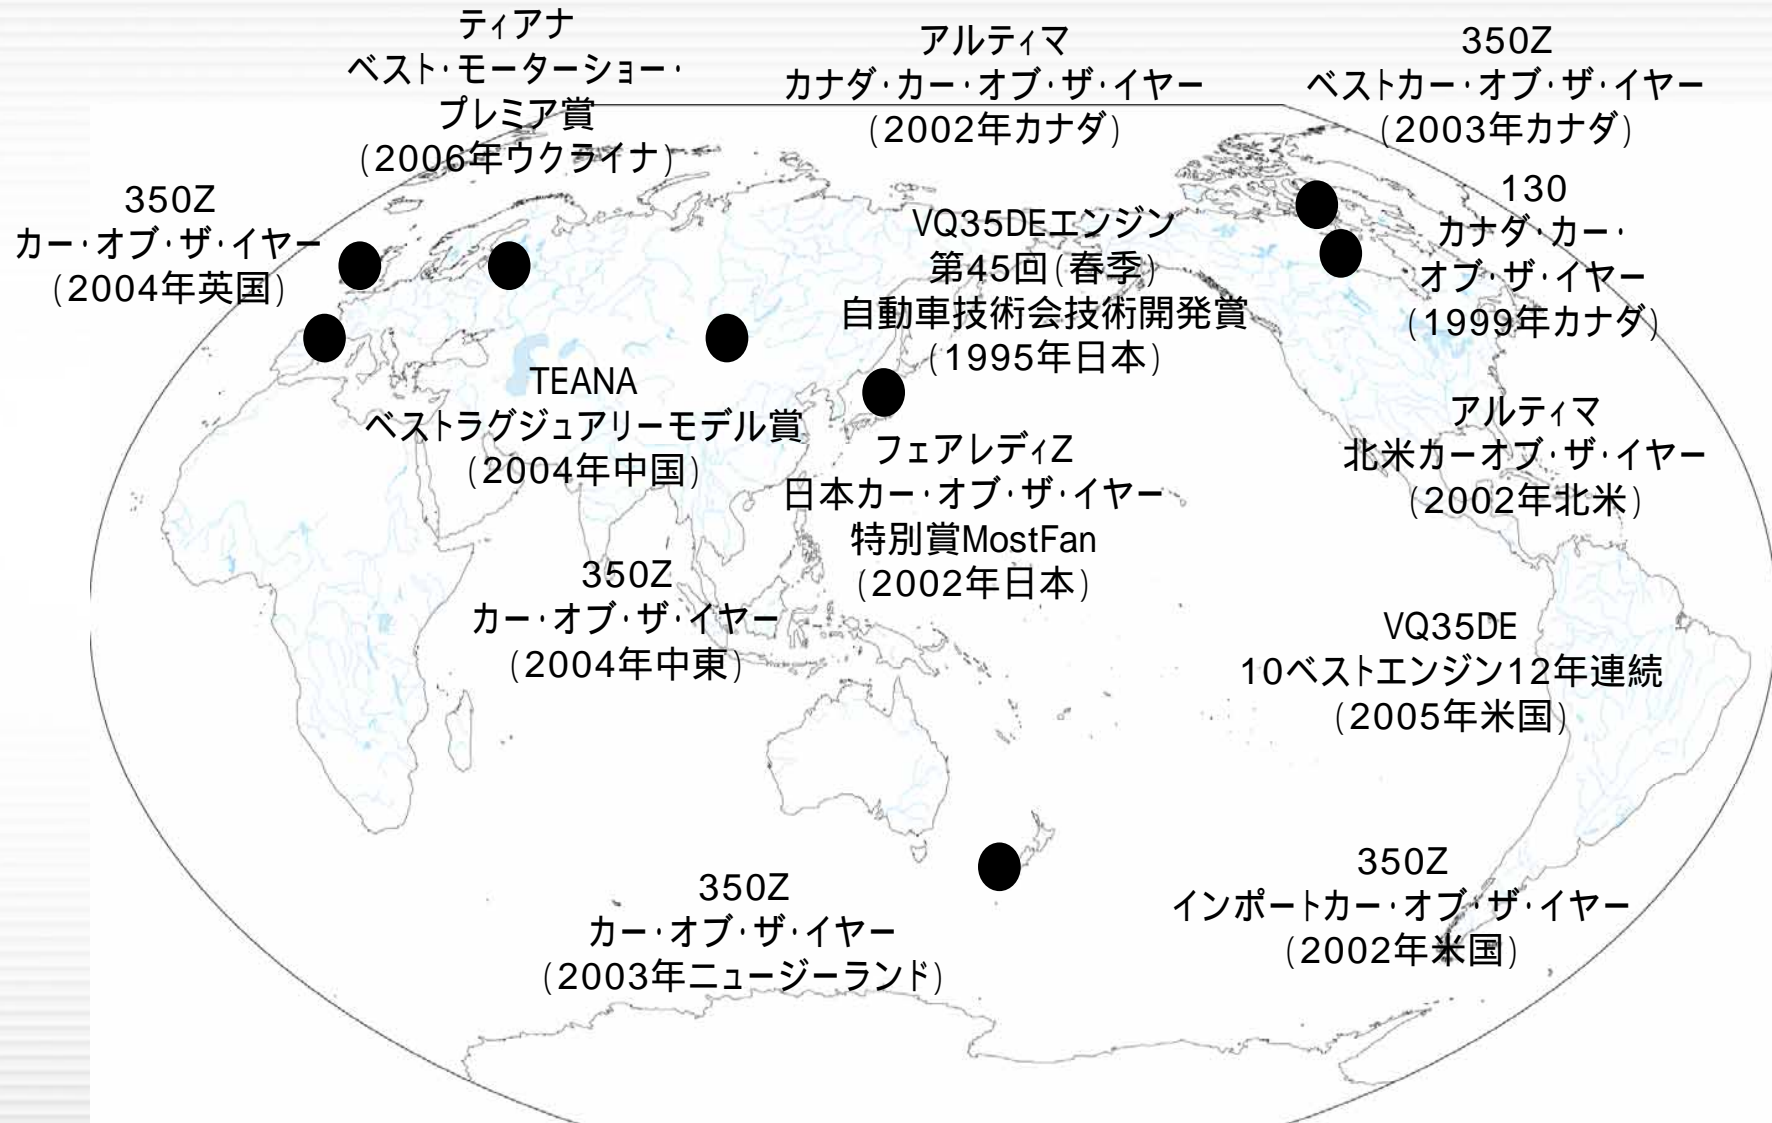 ティアナ
ベスト・モーターショー・
プレミア賞
(2006年ウクライナ)
アルティマ
カナダ・カー・オブ・ザ・イヤー
(2002年カナダ)
350Z
ベストカー・オブ・ザ・イヤー
(2003年カナダ)
350Z
カー・オブ・ザ・イヤー
(2004年英国)
VQ35DEエンジン
第45回(春季)
自動車技術会技術開発賞
(1995年日本)
130
カナダ・カー・
オブ・ザ・イヤー
(1999年カナダ)
TEANA
ベストラグジュアリーモデル賞
(2004年中国)
フェアレディZ
日本カー・オブ・ザ・イヤー
特別賞MostFan
(2002年日本)
アルティマ
北米カーオブ・ザ・イヤー
(2002年北米)
350Z
カー・オブ・ザ・イヤー
(2004年中東)
VQ35DE
10ベストエンジン12年連続
(2005年米国)
350Z
カー・オブ・ザ・イヤー
(2003年ニュージーランド)
350Z
インポートカー・オブ・ザ・イヤー
(2002年米国)